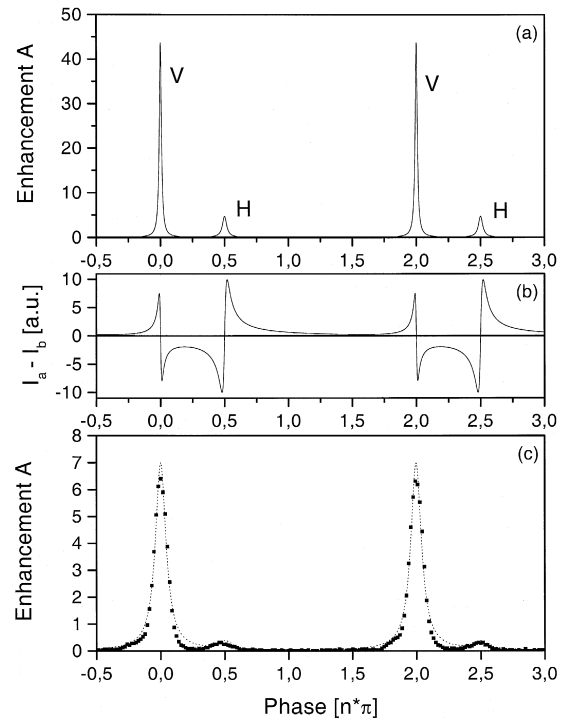 50
40
30
20
10
0
Enhancement A
(a)
V
H
V
H
-0,5 0,0 0,5 1,0 1,5 2,0 2,5 3,0
10
5
0
-5
-10
Ia - Ib [a.u.]
(b)
-0,5 0,0 0,5 1,0 1,5 2,0 2,5 3,0
8
7
6
5
4
3
2
1
0
Enhancement A
(c)
-0,5 0,0 0,5 1,0 1,5 2,0 2,5 3,0
Phase [n*π]